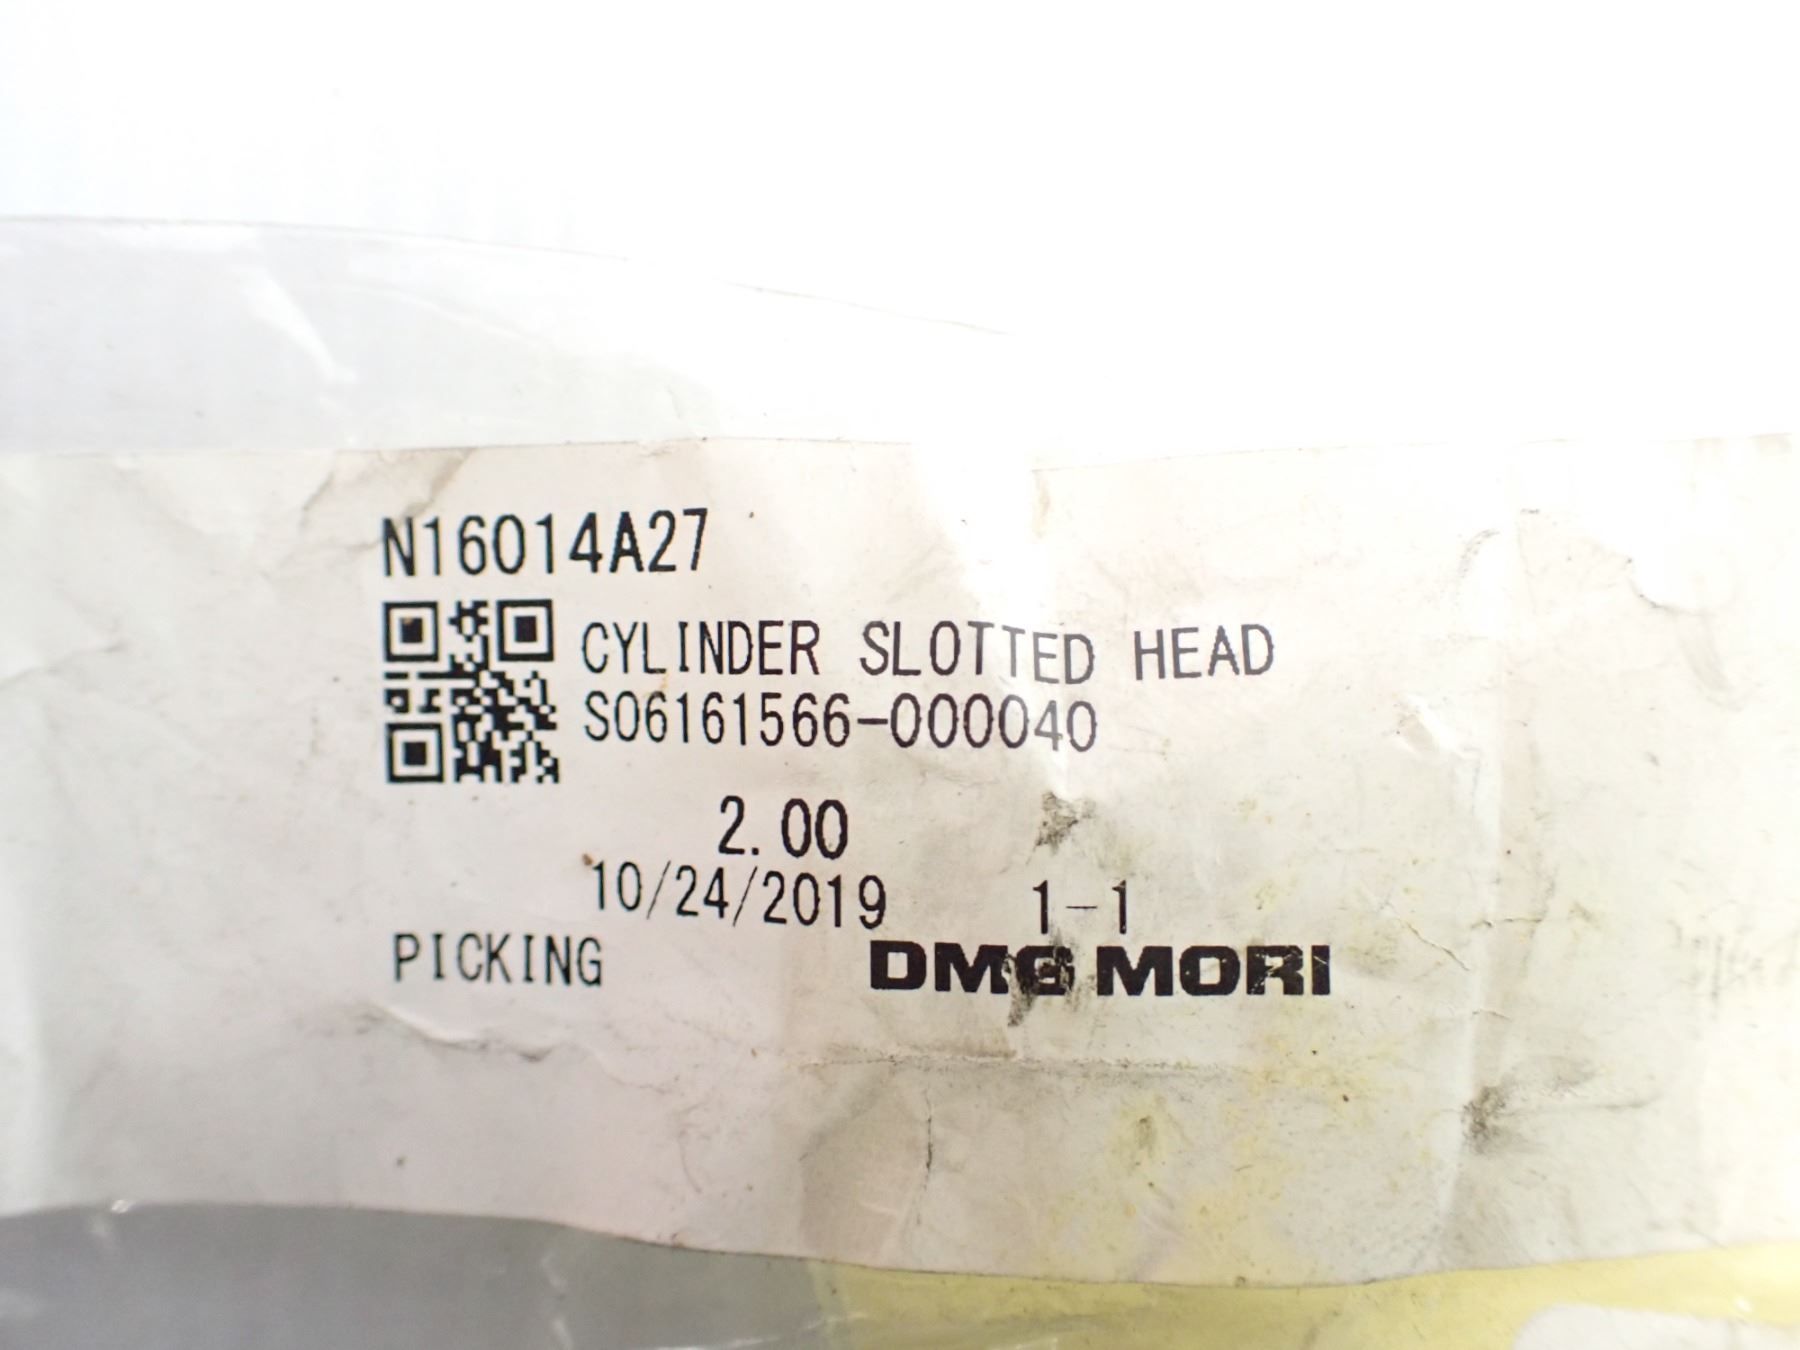 N16014A27
CYLINDER SLOTTED HEAD
S06161566-000040
2.00
10/24/2019 1-1
PICKING DMG MORI